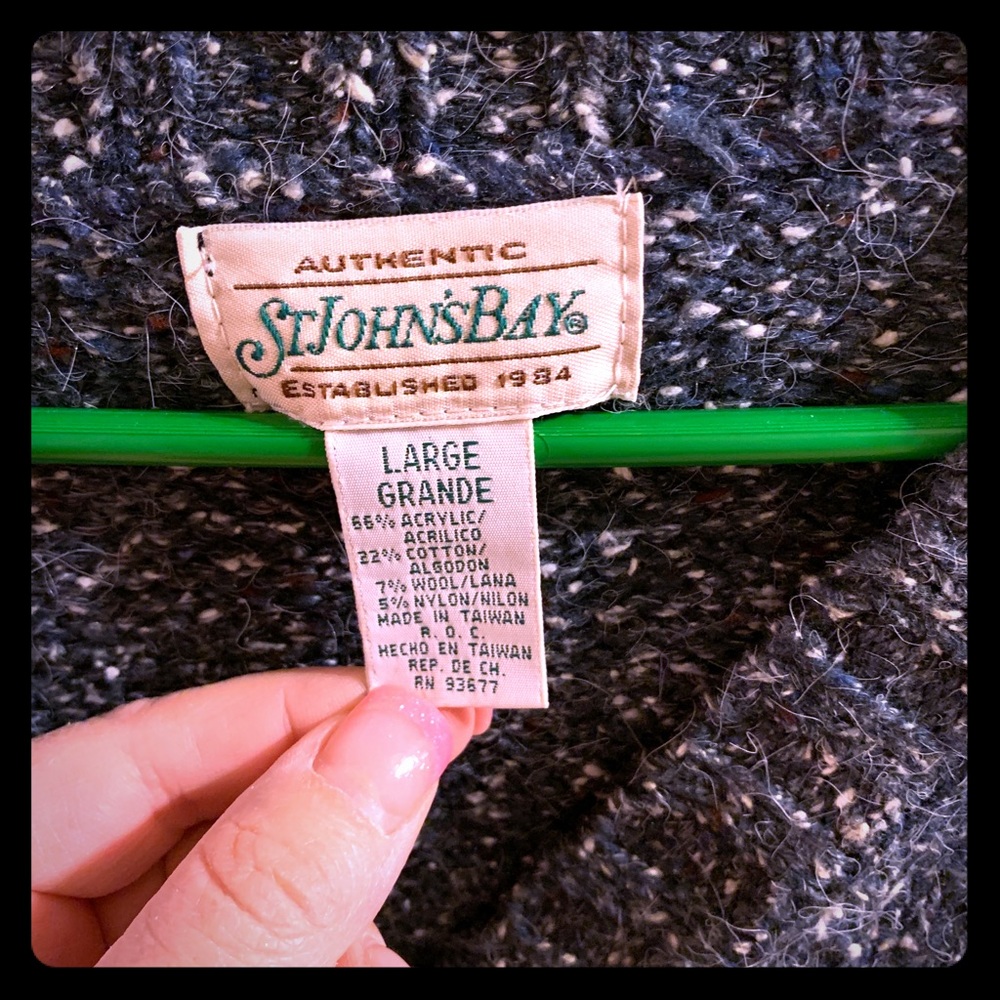 AUTHENTIC
ST JOHN'S BAY®
ESTABLISHED 1984
LARGE
GRANDE
66% ACRYLIC/
ACRILICO
22% COTTON/
ALGODON
7% WOOL/LANA
5% NYLON/NILON
MADE IN TAIWAN
R. O. C.
HECHO EN TAIWAN
REP. DE CH.
RN 93677